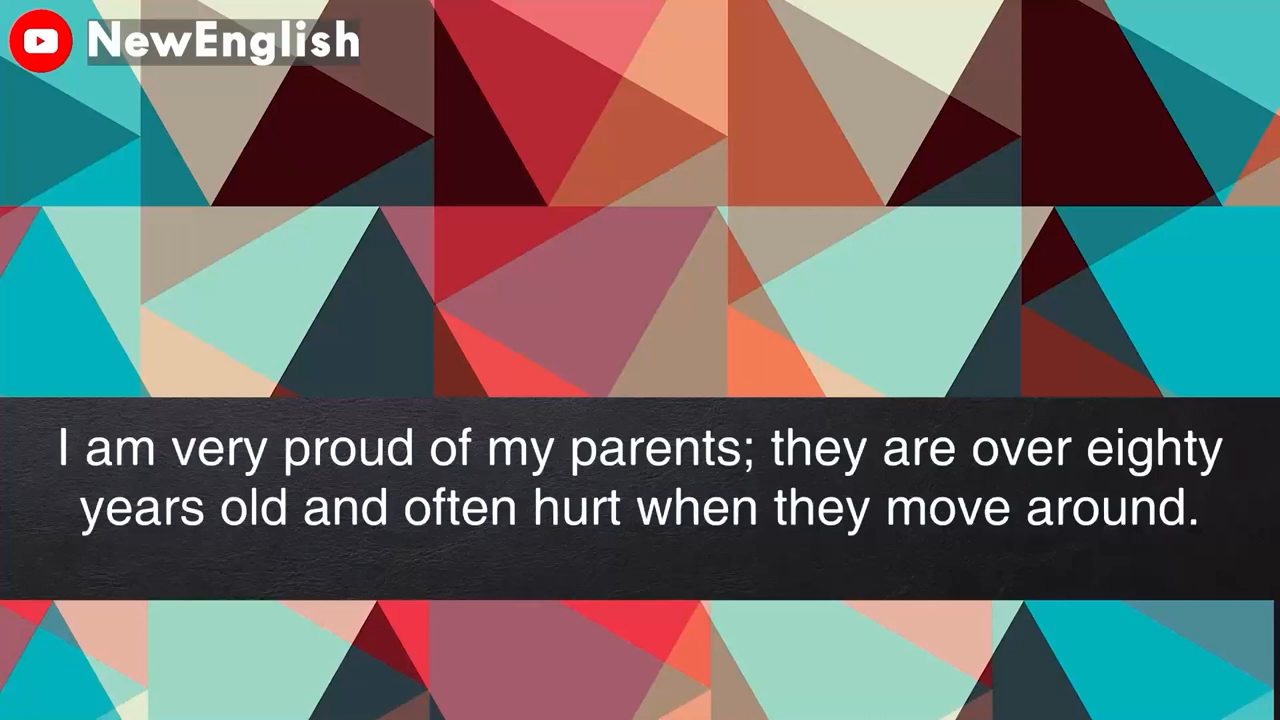 NewEnglish
I am very proud of my parents; they are over eighty
years old and often hurt when they move around.